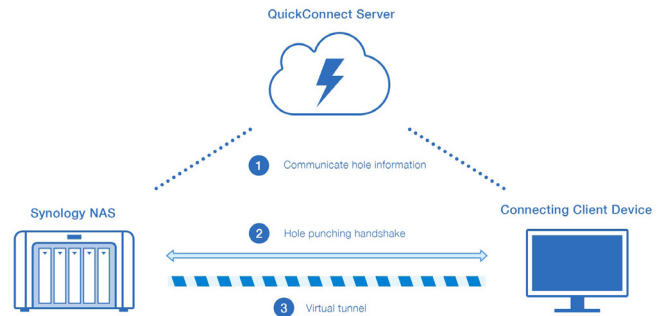 QuickConnect Server
1 Communicate hole information
Synology NAS
Connecting Client Device
2 Hole punching handshake
3 Virtual tunnel